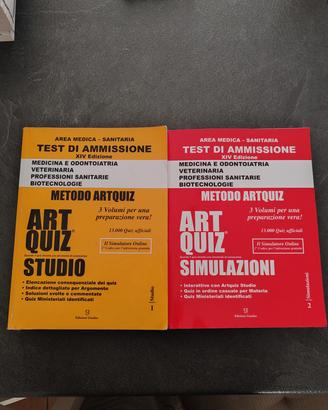 AREA MEDICA - SANITARIA
TEST DI AMMISSIONE
XIV Edizione
MEDICINA E ODONTOIATRIA
VETERINARIA
PROFESSIONI SANITARIE
BIOTECNOLOGIE
METODO ARTQUIZ
3 Volumi per una
preparazione vera!
ART
QUIZ®
13.000 Quiz ufficiali
Il Simulatore Online
STUDIO
• Elencazione consequenziale dei quiz
• Indice dettagliato per Argomento
• Soluzioni svolte e commentate
• Quiz Ministeriali identificati
Studio
1
AREA MEDICA - SANITARIA
TEST DI AMMISSIONE
XIV Edizione
MEDICINA E ODONTOIATRIA
VETERINARIA
PROFESSIONI SANITARIE
BIOTECNOLOGIE
METODO ARTQUIZ
3 Volumi per una
preparazione vera!
ART
QUIZ®
13.000 Quiz ufficiali
Il Simulatore Online
SIMULAZIONI
• Interattivo con Artquiz Studio
• Quiz in ordine casuale per Materia
• Quiz Ministeriali identificati
Simulazioni
2